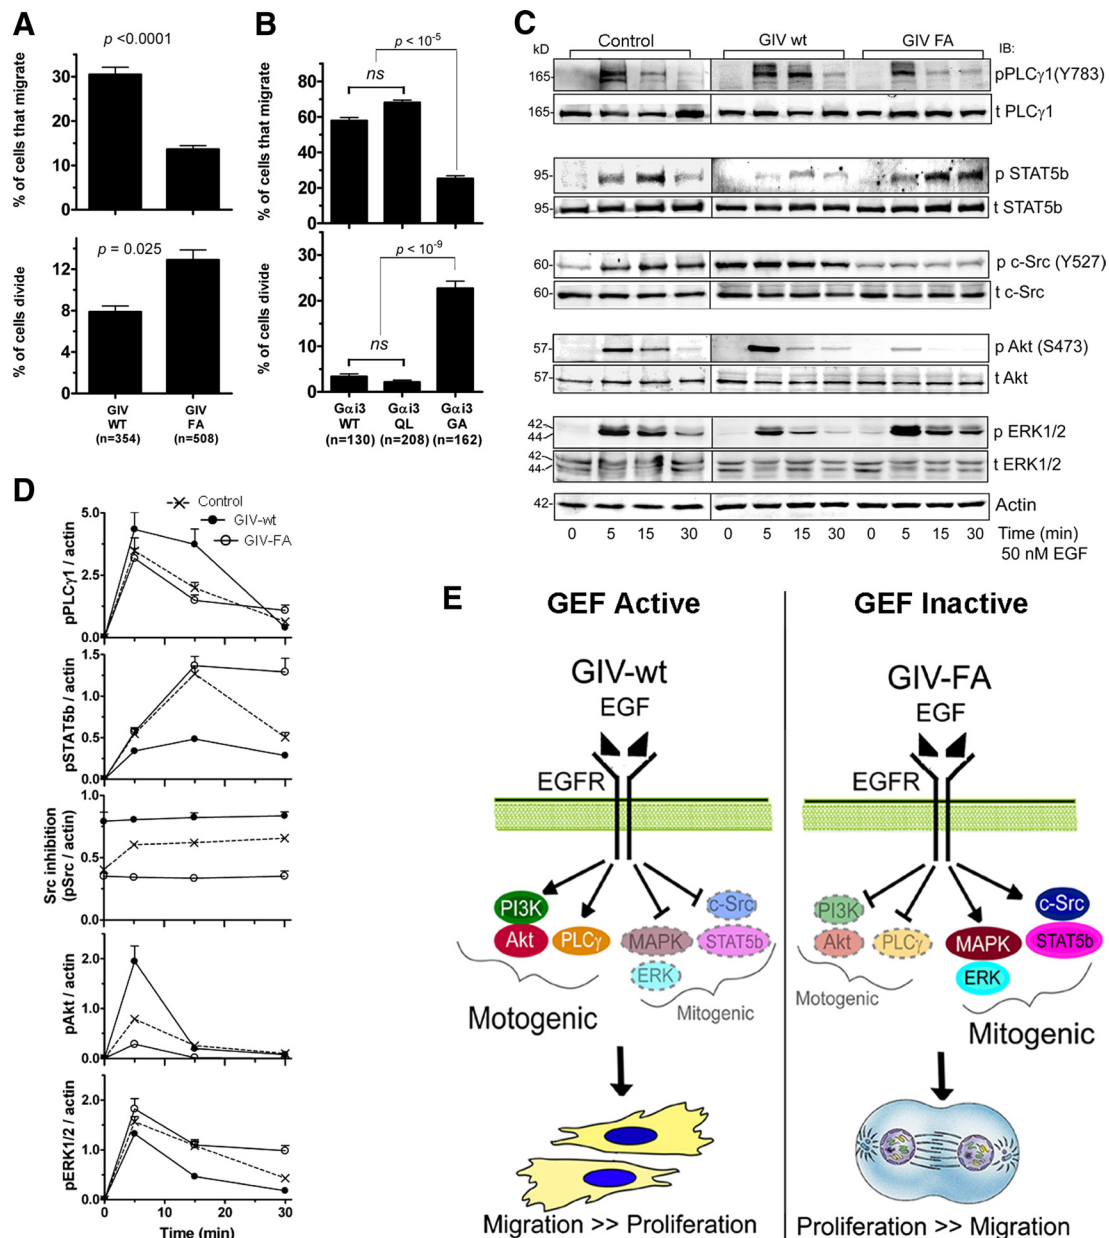 A
p <0.0001
% of cells that migrate
30
20
10
0
p = 0.025
% of cells divide
12
8
4
0
GIV WT (n=354)
GIV FA (n=508)
B
p < 10-5
ns
% of cells that migrate
80
60
40
20
0
p < 10-9
ns
% of cells divide
30
20
10
0
Gαi3 WT (n=130)
Gαi3 QL (n=208)
Gαi3 GA (n=162)
C
kD
Control
GIV wt
GIV FA
IB:
165-
pPLCγ1(Y783)
165-
t PLCγ1
95-
p STAT5b
95-
t STAT5b
60-
p c-Src (Y527)
60-
t c-Src
57-
p Akt (S473)
57-
t Akt
42-
44-
p ERK1/2
42-
44-
t ERK1/2
42-
Actin
0 5 15 30 0 5 15 30 0 5 15 30
Time (min)
50 nM EGF
D
Control
GIV-wt
GIV-FA
pPLCγ1 / actin
5.0
2.5
0.0
pSTAT5b / actin
1.5
1.0
0.5
0.0
Src inhibition
(pSrc / actin)
1.0
0.5
0.0
pAkt / actin
2.0
1.0
0.0
pERK1/2 / actin
2.0
1.0
0.0
0 10 20 30
Time (min)
E
GEF Active
GIV-wt
EGF
EGFR
PI3K
Akt
PLCγ
MAPK
ERK
c-Src
STAT5b
Motogenic
Mitogenic
Migration >> Proliferation
GEF Inactive
GIV-FA
EGF
EGFR
PI3K
Akt
PLCγ
MAPK
ERK
c-Src
STAT5b
Motogenic
Mitogenic
Proliferation >> Migration